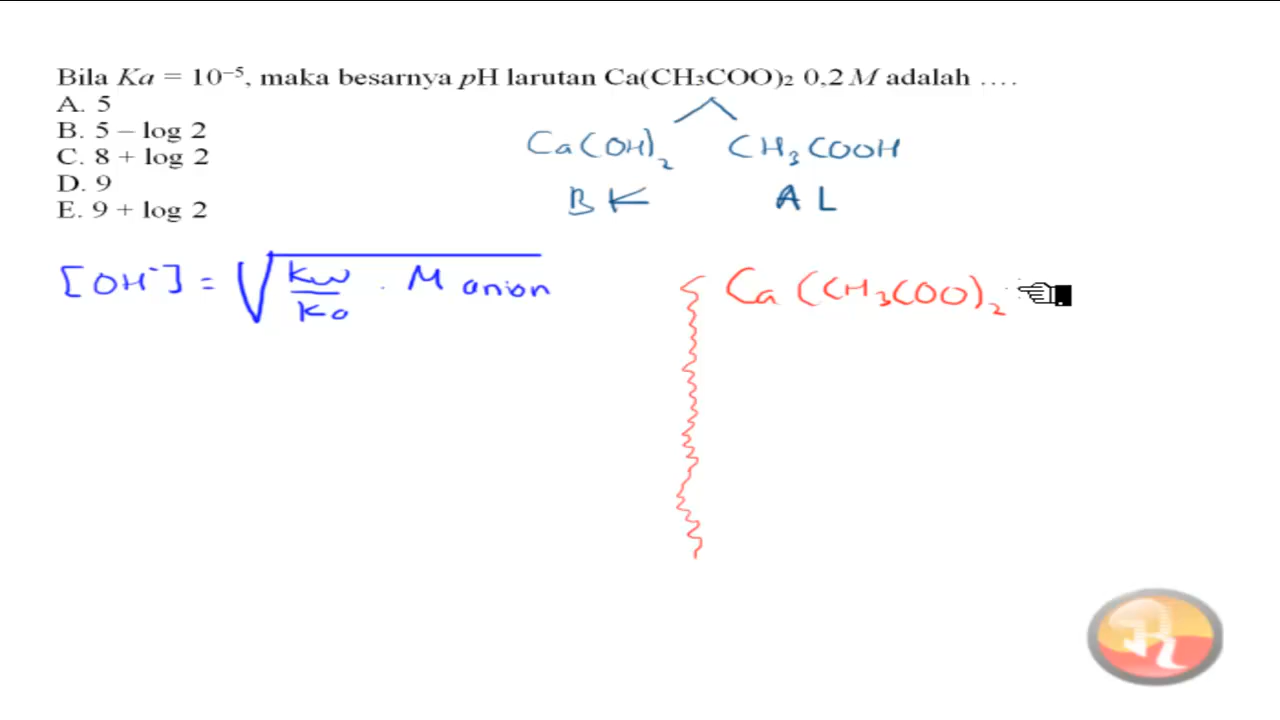 Bila Ka = 10⁻⁵, maka besarnya pH larutan Ca(CH₃COO)₂ 0,2 M adalah ….
A. 5
B. 5 – log 2
C. 8 + log 2
D. 9
E. 9 + log 2
Ca(OH)₂ CH₃COOH
BK AL
[OH⁻] = √ Kw / Ka . M anion
Ca (CH₃COO)₂